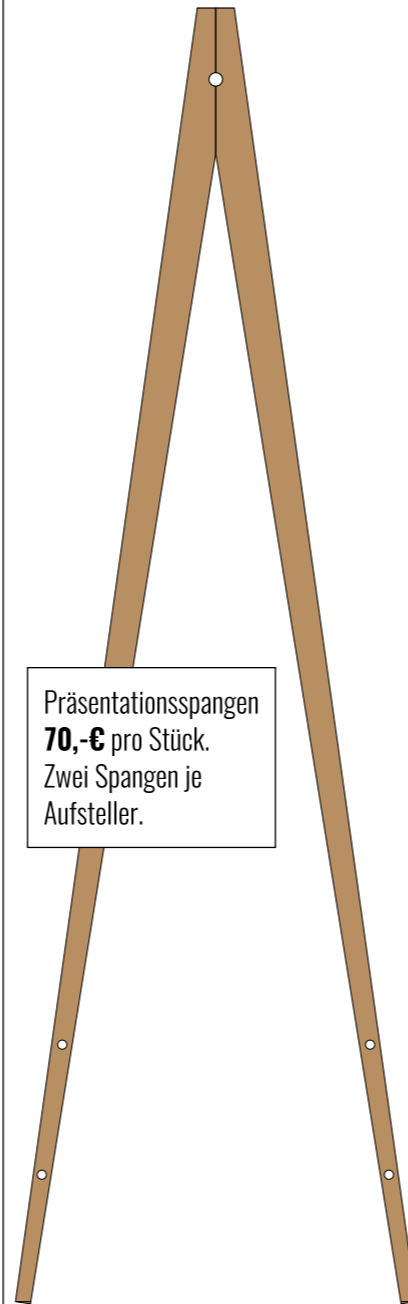 Präsentationsspangen
70,-€ pro Stück.
Zwei Spangen je
Aufsteller.